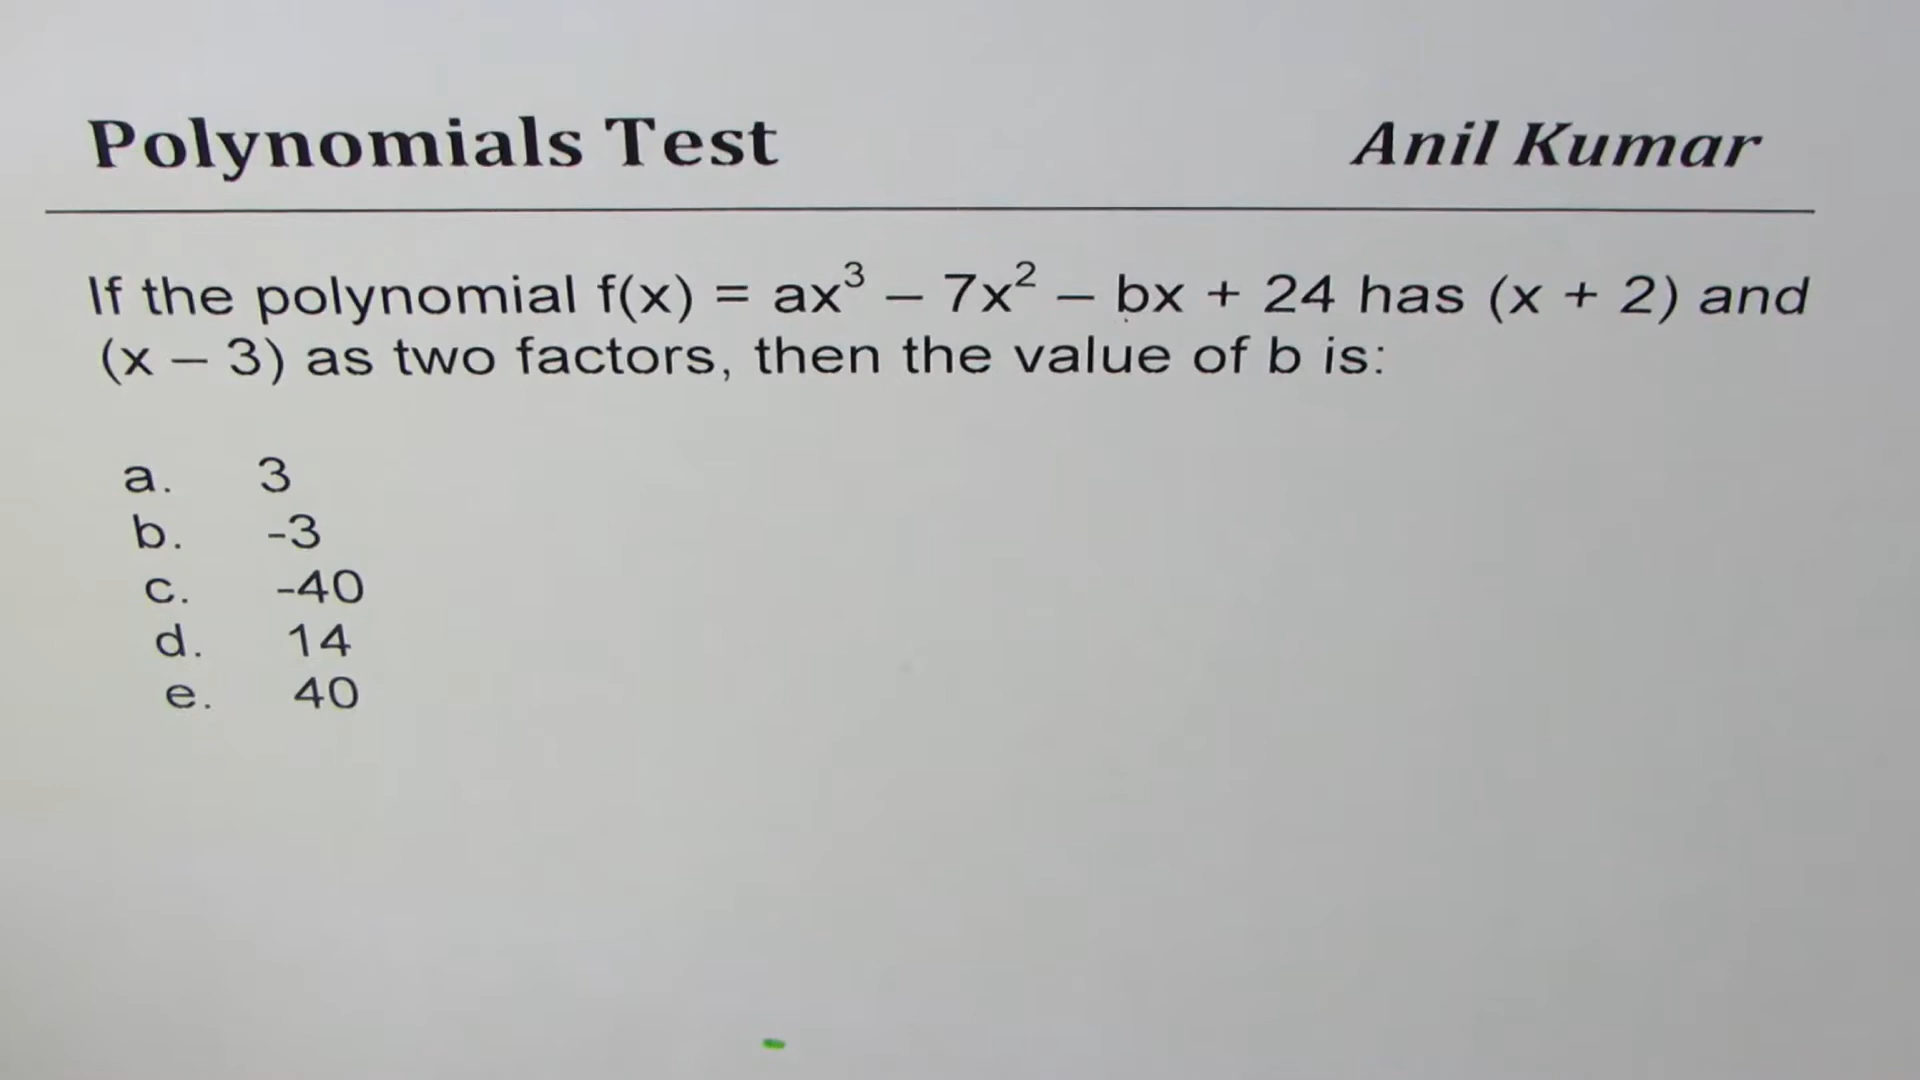 Polynomials Test Anil Kumar
If the polynomial f(x) = ax³ – 7x² – bx + 24 has (x + 2) and
(x – 3) as two factors, then the value of b is:
a. 3
b. -3
c. -40
d. 14
e. 40